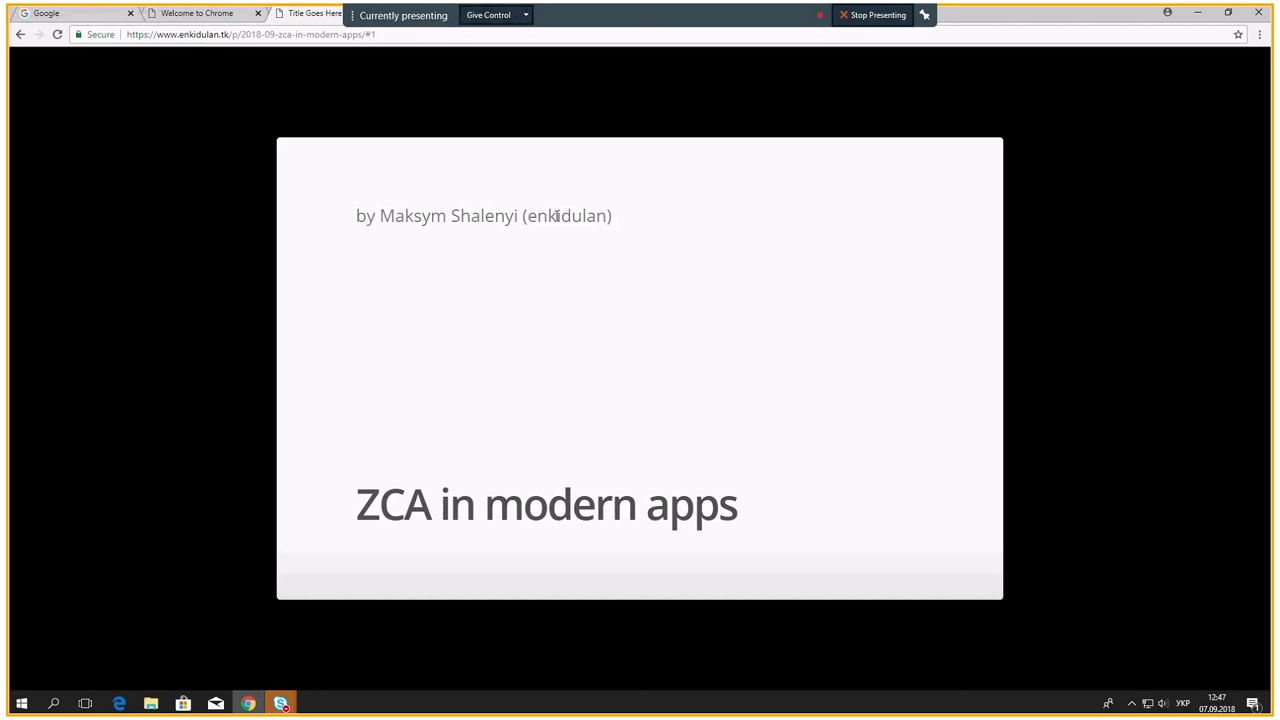 Google
Welcome to Chrome
Title Goes Here
Currently presenting
Give Control
Stop Presenting
Secure
https://www.enkidulan.tk/p/2018-09-zca-in-modern-apps/#1
by Maksym Shalenyi (enkidulan)
ZCA in modern apps
УКР
12:47
07.09.2018
1